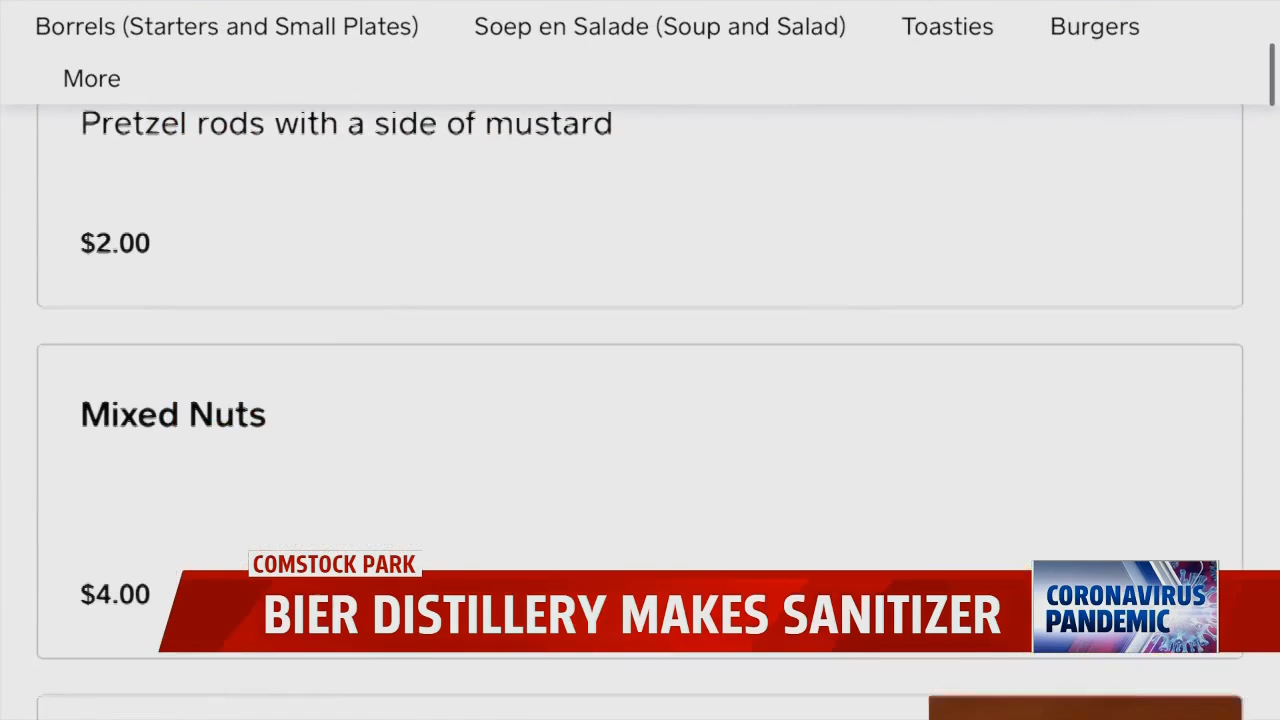 Borrels (Starters and Small Plates) Soep en Salade (Soup and Salad) Toasties Burgers
More
Pretzel rods with a side of mustard
$2.00
Mixed Nuts
$4.00
COMSTOCK PARK
BIER DISTILLERY MAKES SANITIZER
CORONAVIRUS
PANDEMIC